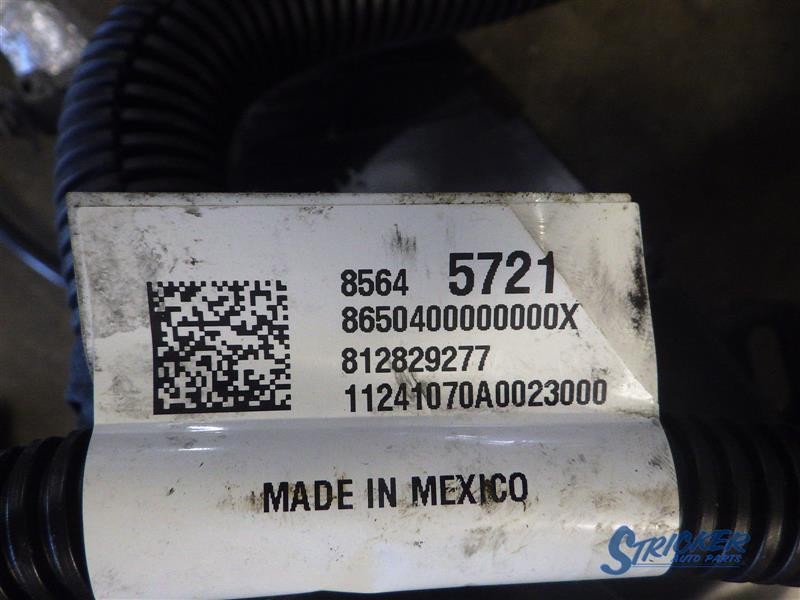 8564 5721
8650400000000X
812829277
11241070A0023000
MADE IN MEXICO
STRICKER
AUTO PARTS